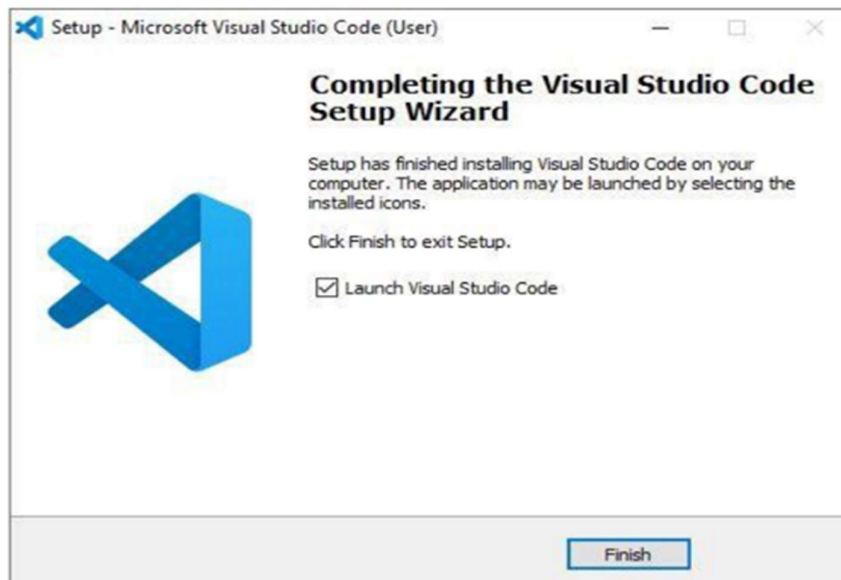 Setup - Microsoft Visual Studio Code (User)
Completing the Visual Studio Code
Setup Wizard
Setup has finished installing Visual Studio Code on your
computer. The application may be launched by selecting the
installed icons.
Click Finish to exit Setup.
Launch Visual Studio Code
Finish